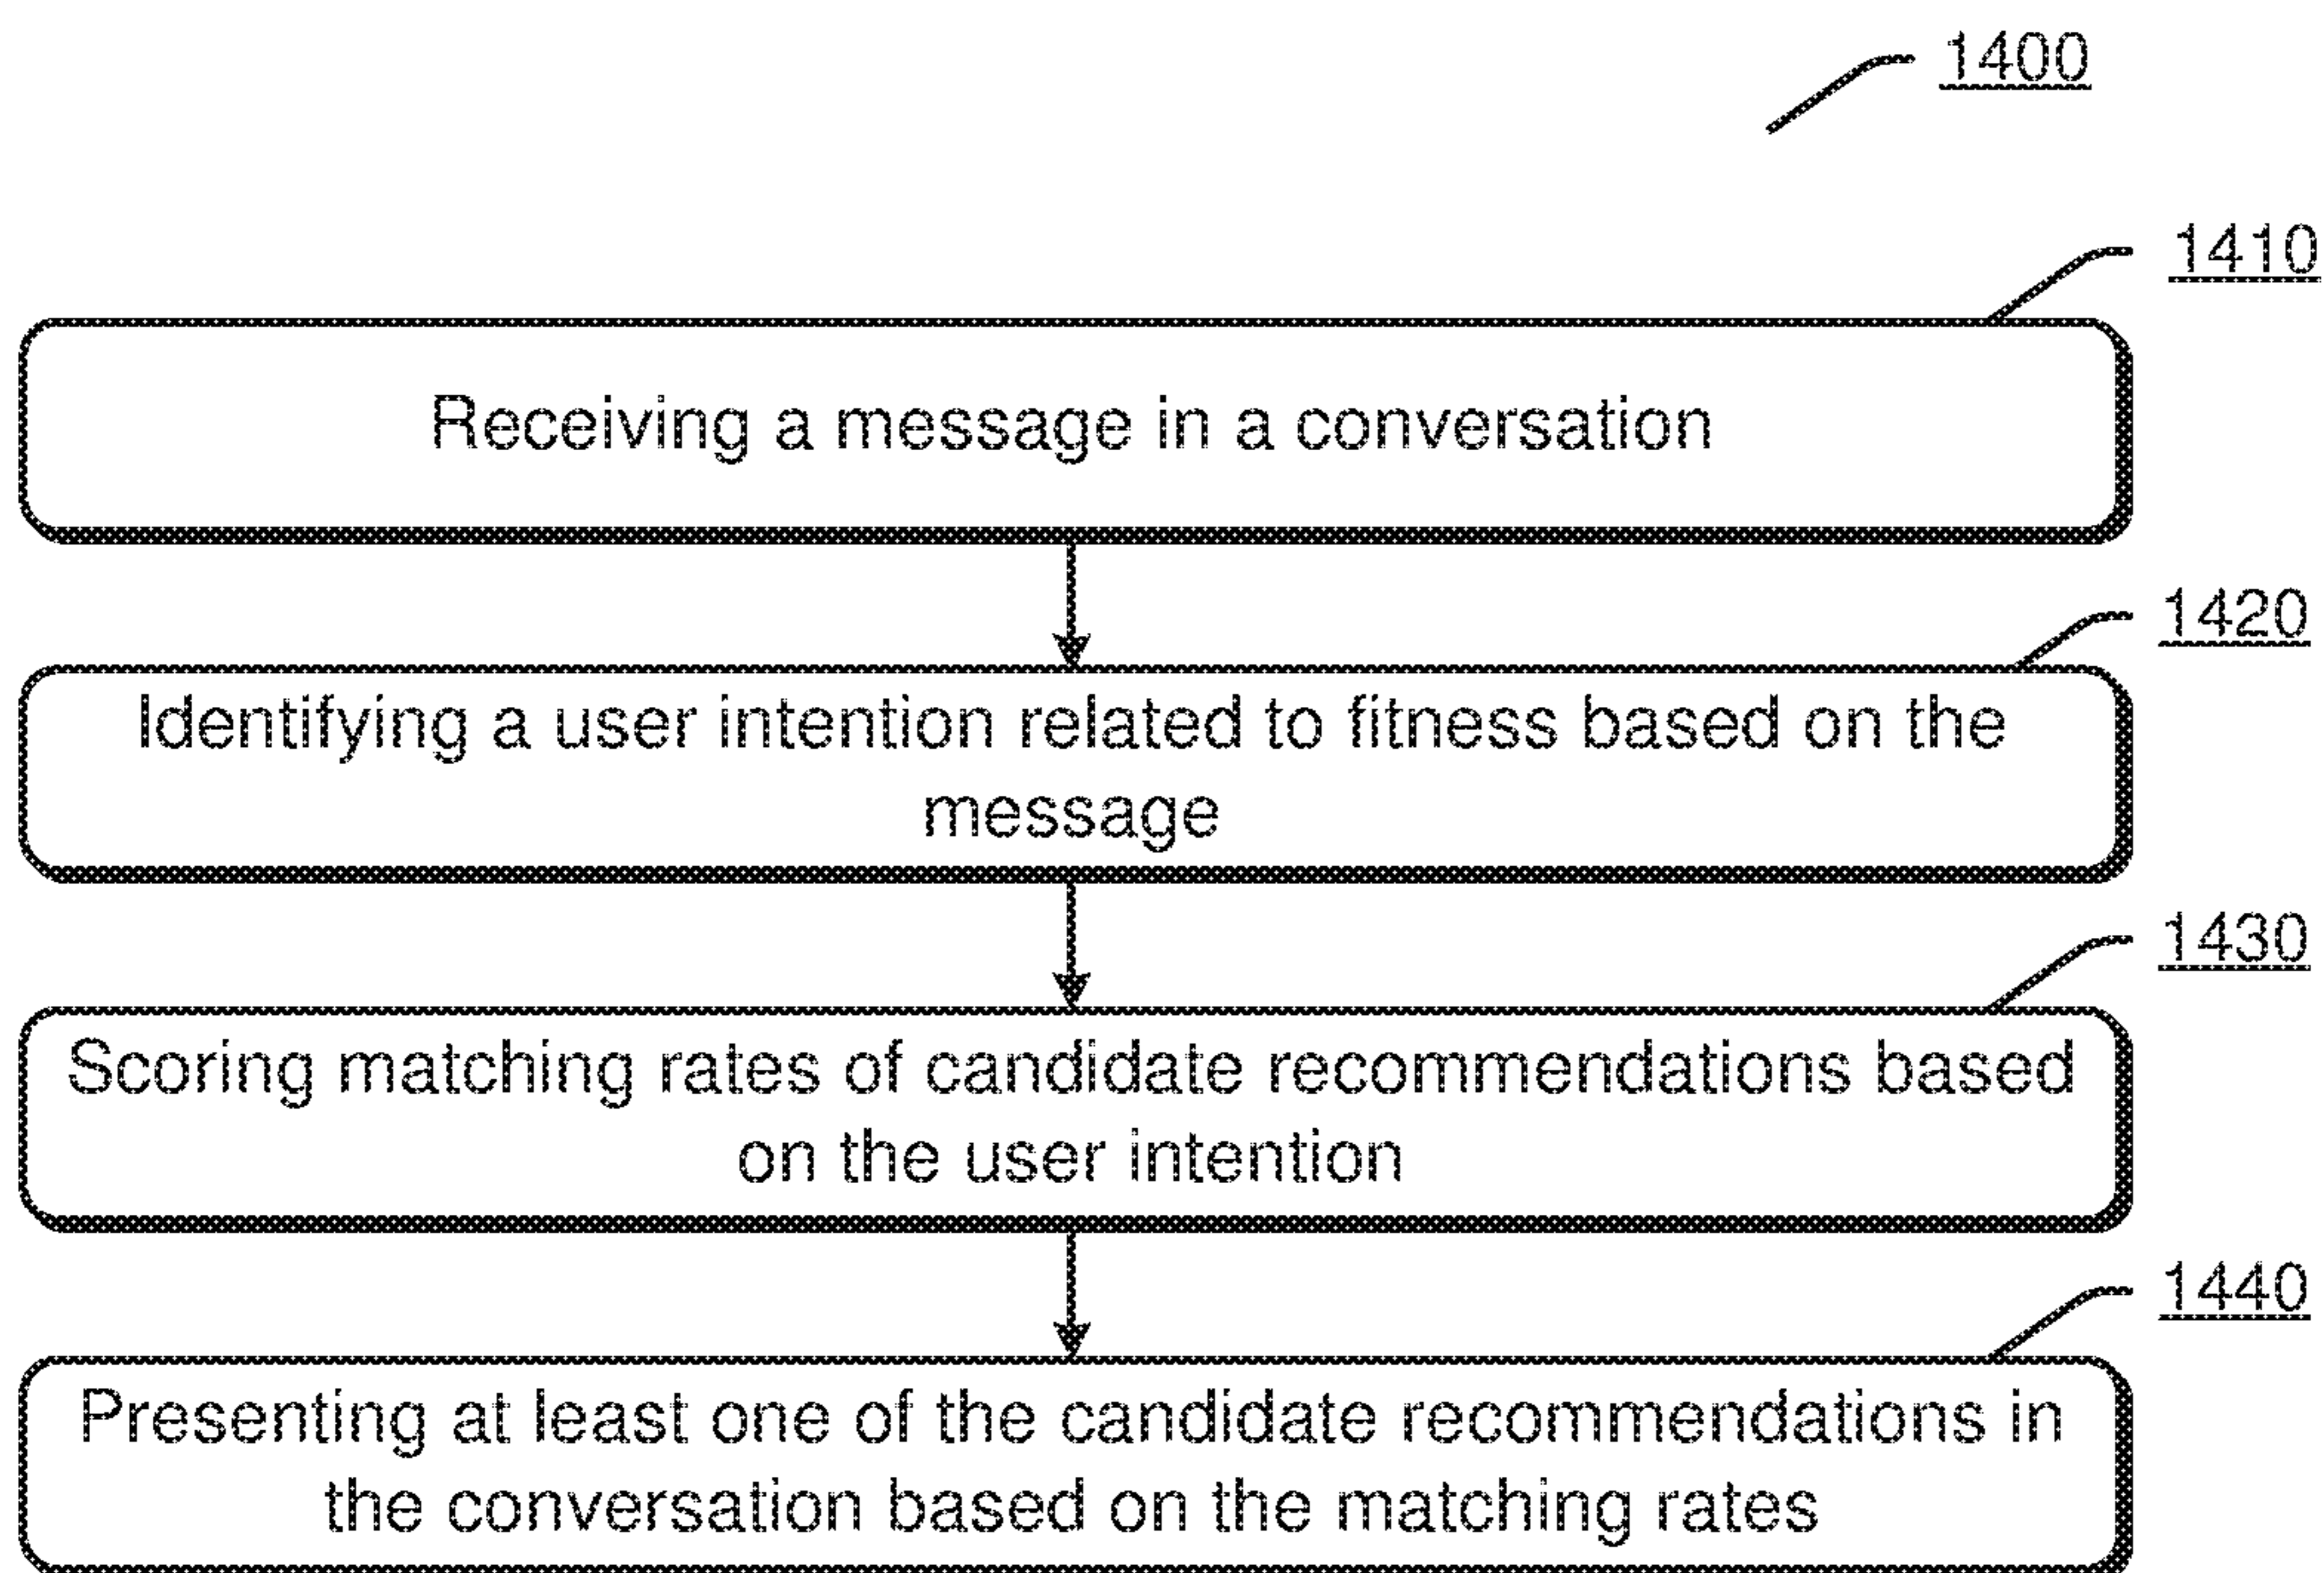 1400
1410
Receiving a message in a conversation
1420
Identifying a user intention related to fitness based on the
message
1430
Scoring matching rates of candidate recommendations based
on the user intention
1440
Presenting at least one of the candidate recommendations in
the conversation based on the matching rates